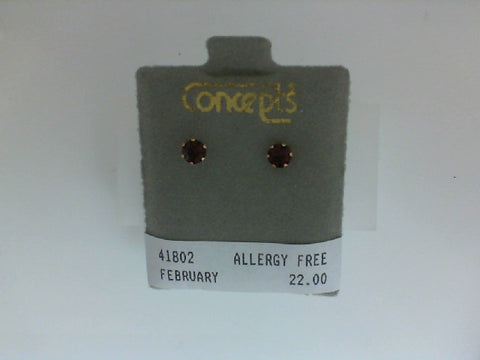 Concepts
41802 ALLERGY FREE
FEBRUARY 22.00